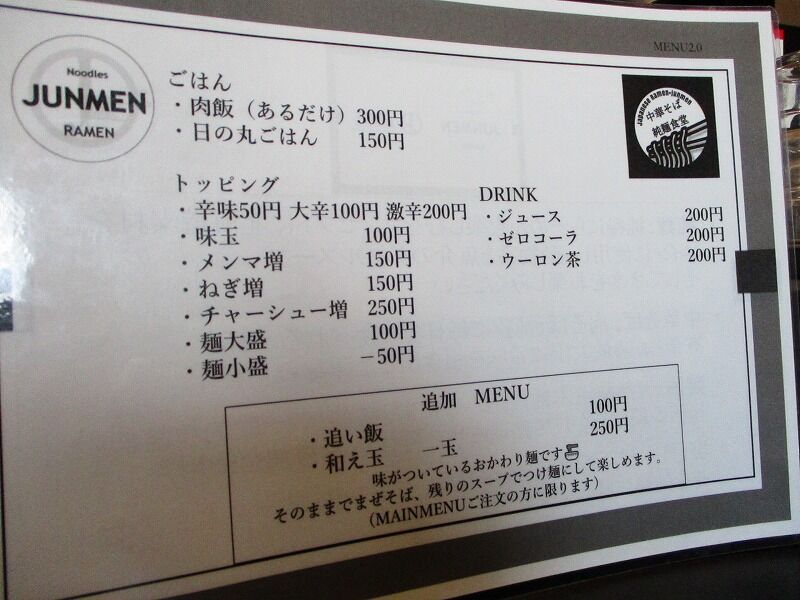 MENU2.0
Noodles
JUNMEN
RAMEN
Japanese ramen-junmen
中華そば
純麺食堂
ごはん
・肉飯（あるだけ）300円
・日の丸ごはん 150円
トッピング
・辛味50円 大辛100円 激辛200円
・味玉 100円
・メンマ増 150円
・ねぎ増 150円
・チャーシュー増 250円
・麺大盛 100円
・麺小盛 −50円
DRINK
・ジュース 200円
・ゼロコーラ 200円
・ウーロン茶 200円
追加 MENU
・追い飯 100円
・和え玉 一玉 250円
味がついているおかわり麺です
そのままでまぜそば、残りのスープでつけ麺にして楽しめます。
（MAINMENUご注文の方に限ります）